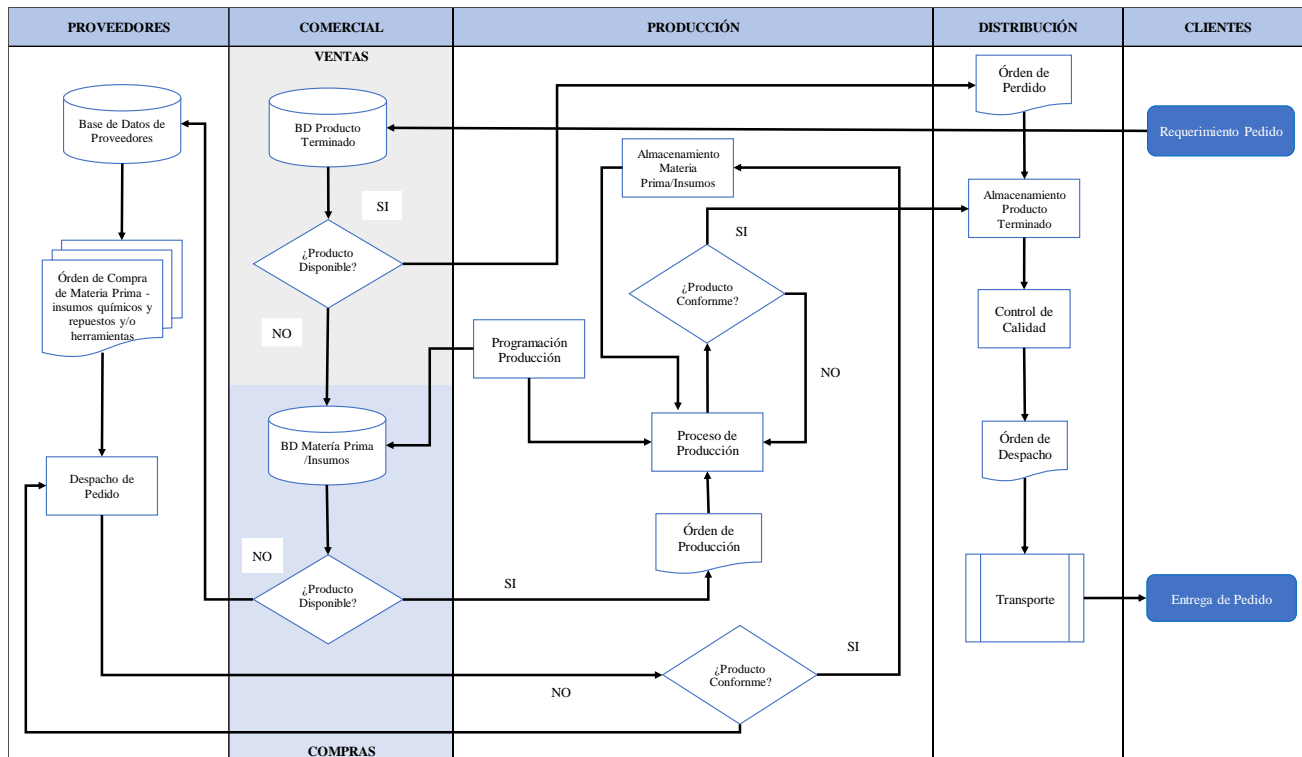 PROVEEDORES
COMERCIAL
PRODUCCIÓN
DISTRIBUCIÓN
CLIENTES
VENTAS
Base de Datos de
Proveedores
Órden de Compra
de Materia Prima -
insumos químicos y
repuestos y/o
herramientas
Despacho de
Pedido
BD Producto
Terminado
SI
¿Producto
Disponible?
NO
BD Matería Prima
/Insumos
NO
¿Producto
Disponible?
SI
COMPRAS
Programación
Producción
Almacenamiento
Materia
Prima/Insumos
SI
¿Producto
Confornme?
NO
Proceso de
Producción
Órden de
Producción
¿Producto
Confornme?
SI
NO
Órden de
Perdido
Almacenamiento
Producto
Terminado
Control de
Calidad
Órden de
Despacho
Transporte
Requerimiento Pedido
Entrega de Pedido